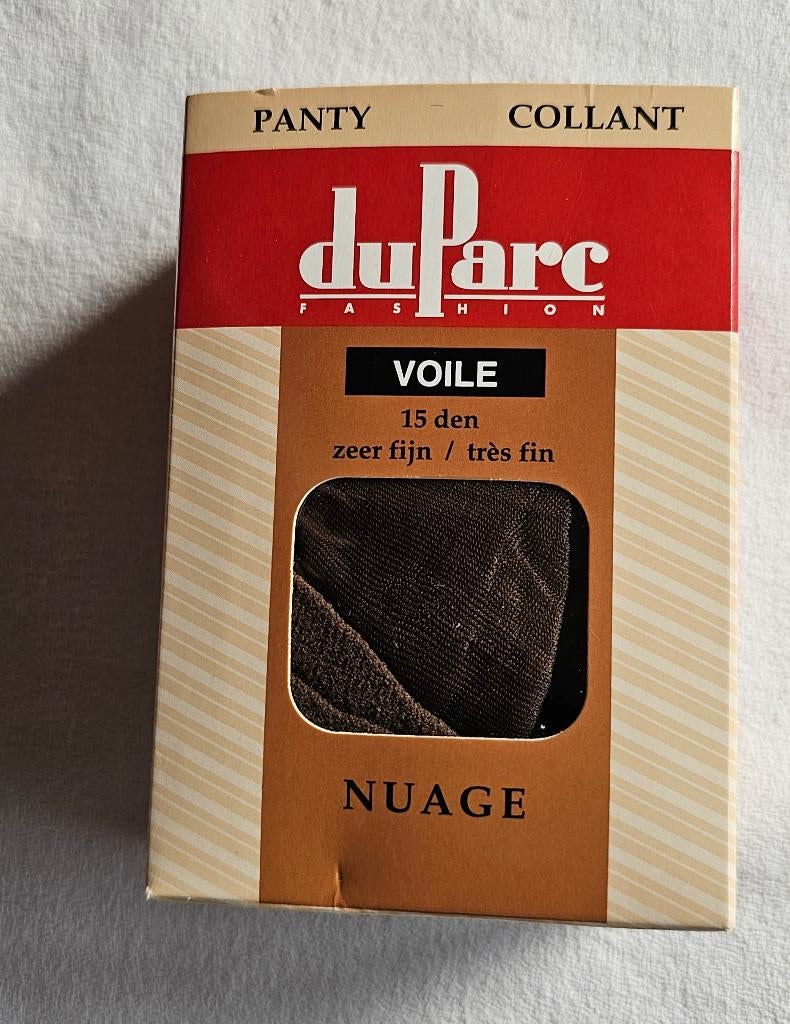 PANTY COLLANT
duParc
FASHION
VOILE
15 den
zeer fijn / très fin
NUAGE